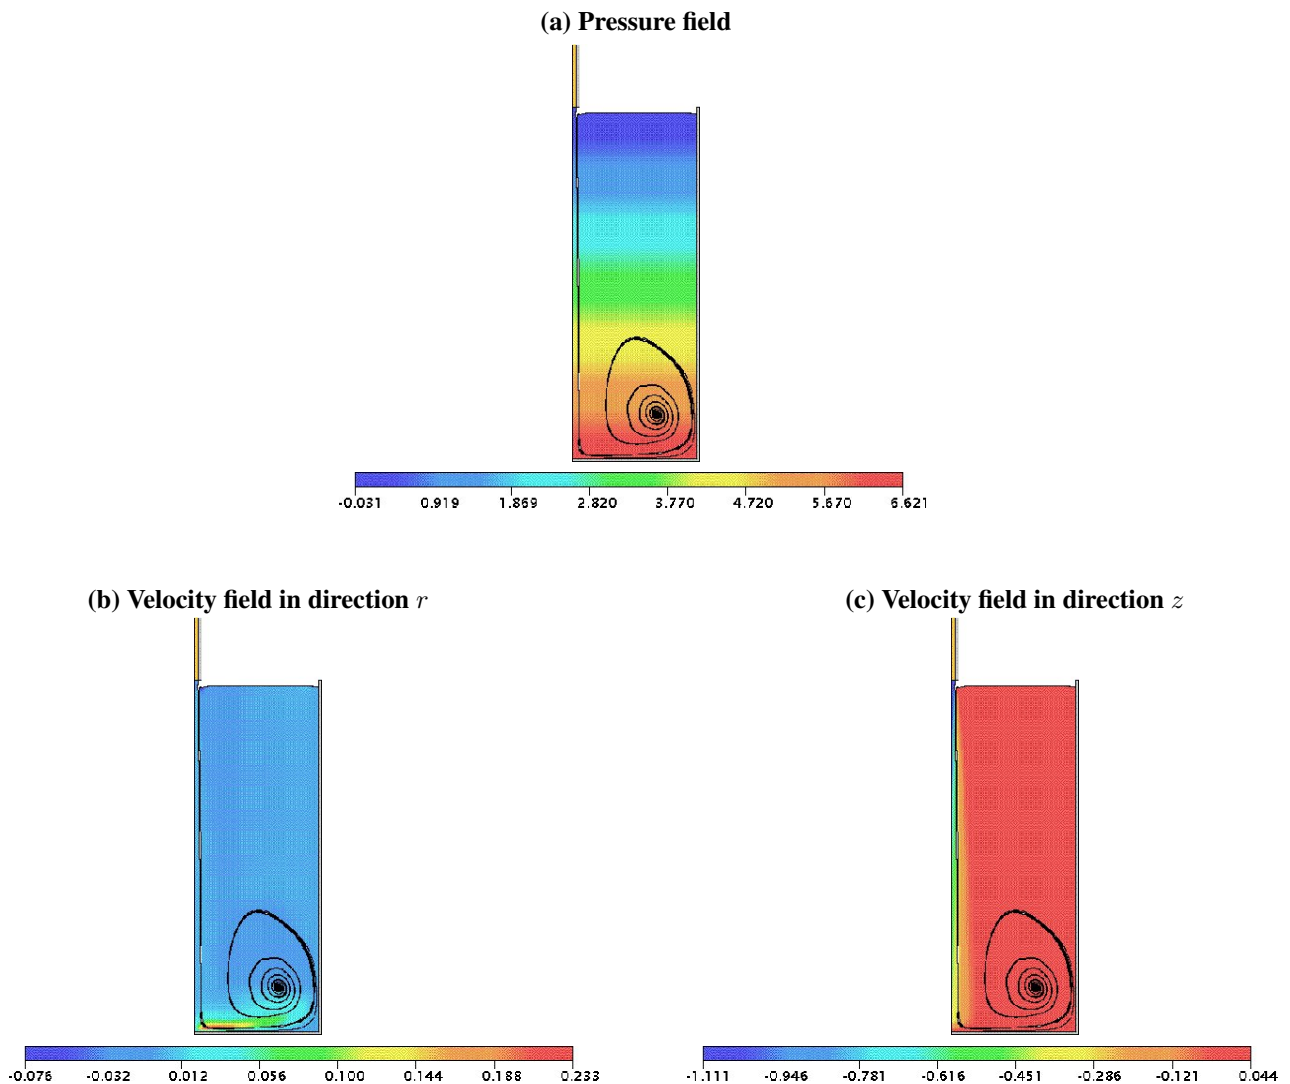 (a) Pressure field
-0.031 0.919 1.869 2.820 3.770 4.720 5.670 6.621
(b) Velocity field in direction r
(c) Velocity field in direction z
-0.076 -0.032 0.012 0.056 0.100 0.144 0.188 0.233
-1.111 -0.946 -0.781 -0.616 -0.451 -0.286 -0.121 0.044